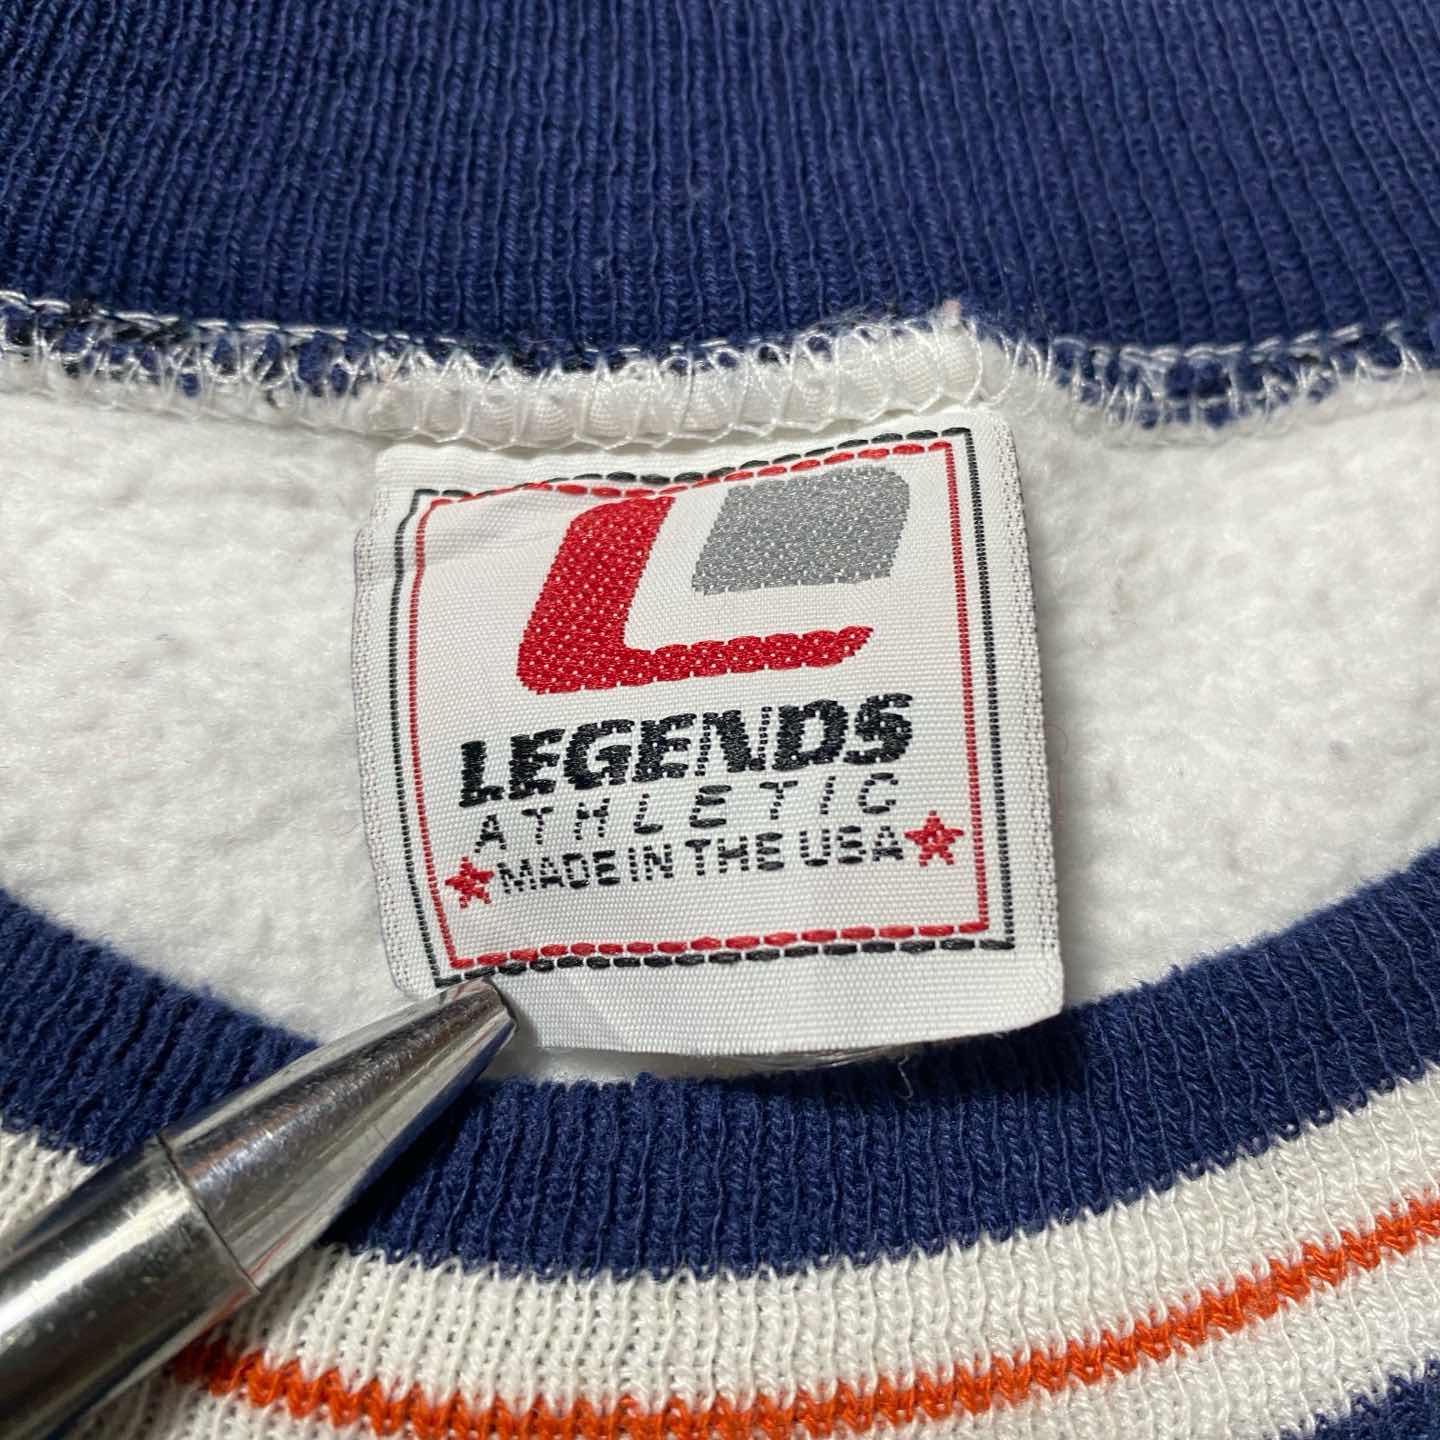 LEGENDS
ATHLETIC
MADE IN THE USA